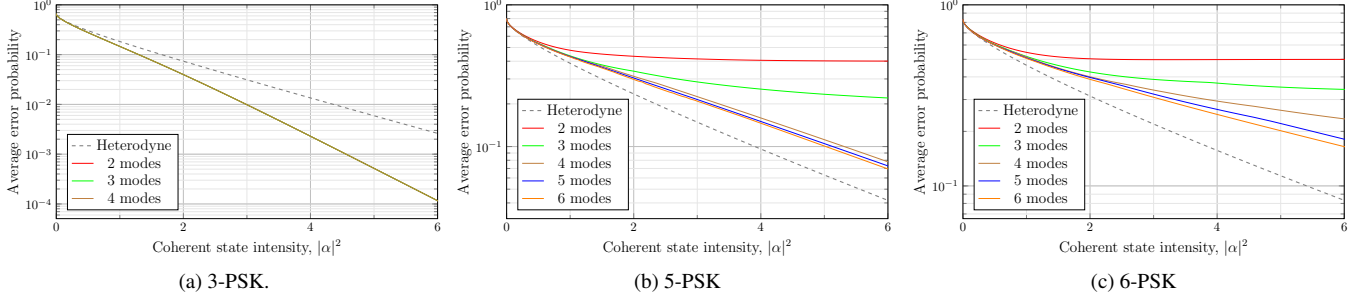 10^0
10^-1
10^-2
10^-3
10^-4
Average error probability
Heterodyne
2 modes
3 modes
4 modes
0 2 4 6
Coherent state intensity, |α|^2
(a) 3-PSK.
10^0
10^-1
Average error probability
Heterodyne
2 modes
3 modes
4 modes
5 modes
6 modes
0 2 4 6
Coherent state intensity, |α|^2
(b) 5-PSK
10^0
10^-1
Average error probability
Heterodyne
2 modes
3 modes
4 modes
5 modes
6 modes
0 2 4 6
Coherent state intensity, |α|^2
(c) 6-PSK